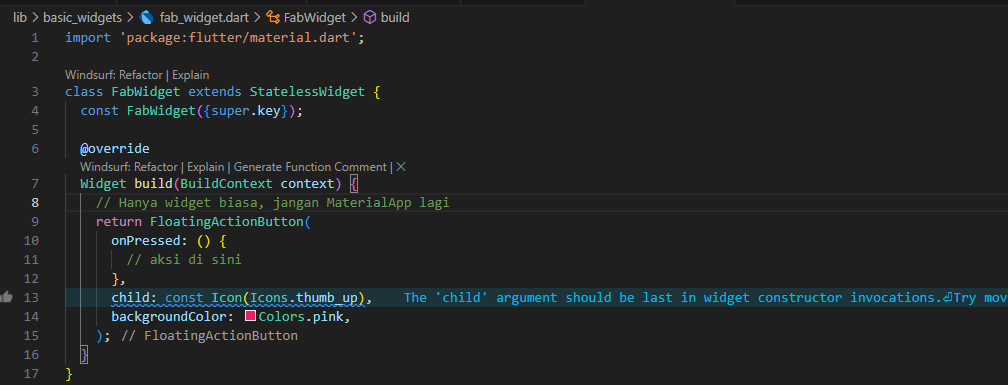 lib > basic_widgets > fab_widget.dart > FabWidget > build
1 import 'package:flutter/material.dart';
2
Windsurf: Refactor | Explain
3 class FabWidget extends StatelessWidget {
4 const FabWidget({super.key});
5
6 @override
Windsurf: Refactor | Explain | Generate Function Comment | X
7 Widget build(BuildContext context) {
8 // Hanya widget biasa, jangan MaterialApp lagi
9 return FloatingActionButton(
10 onPressed: () {
11 // aksi di sini
12 },
13 child: const Icon(Icons.thumb_up), The 'child' argument should be last in widget constructor invocations.⏎Try mov
14 backgroundColor: Colors.pink,
15 ); // FloatingActionButton
16 }
17 }